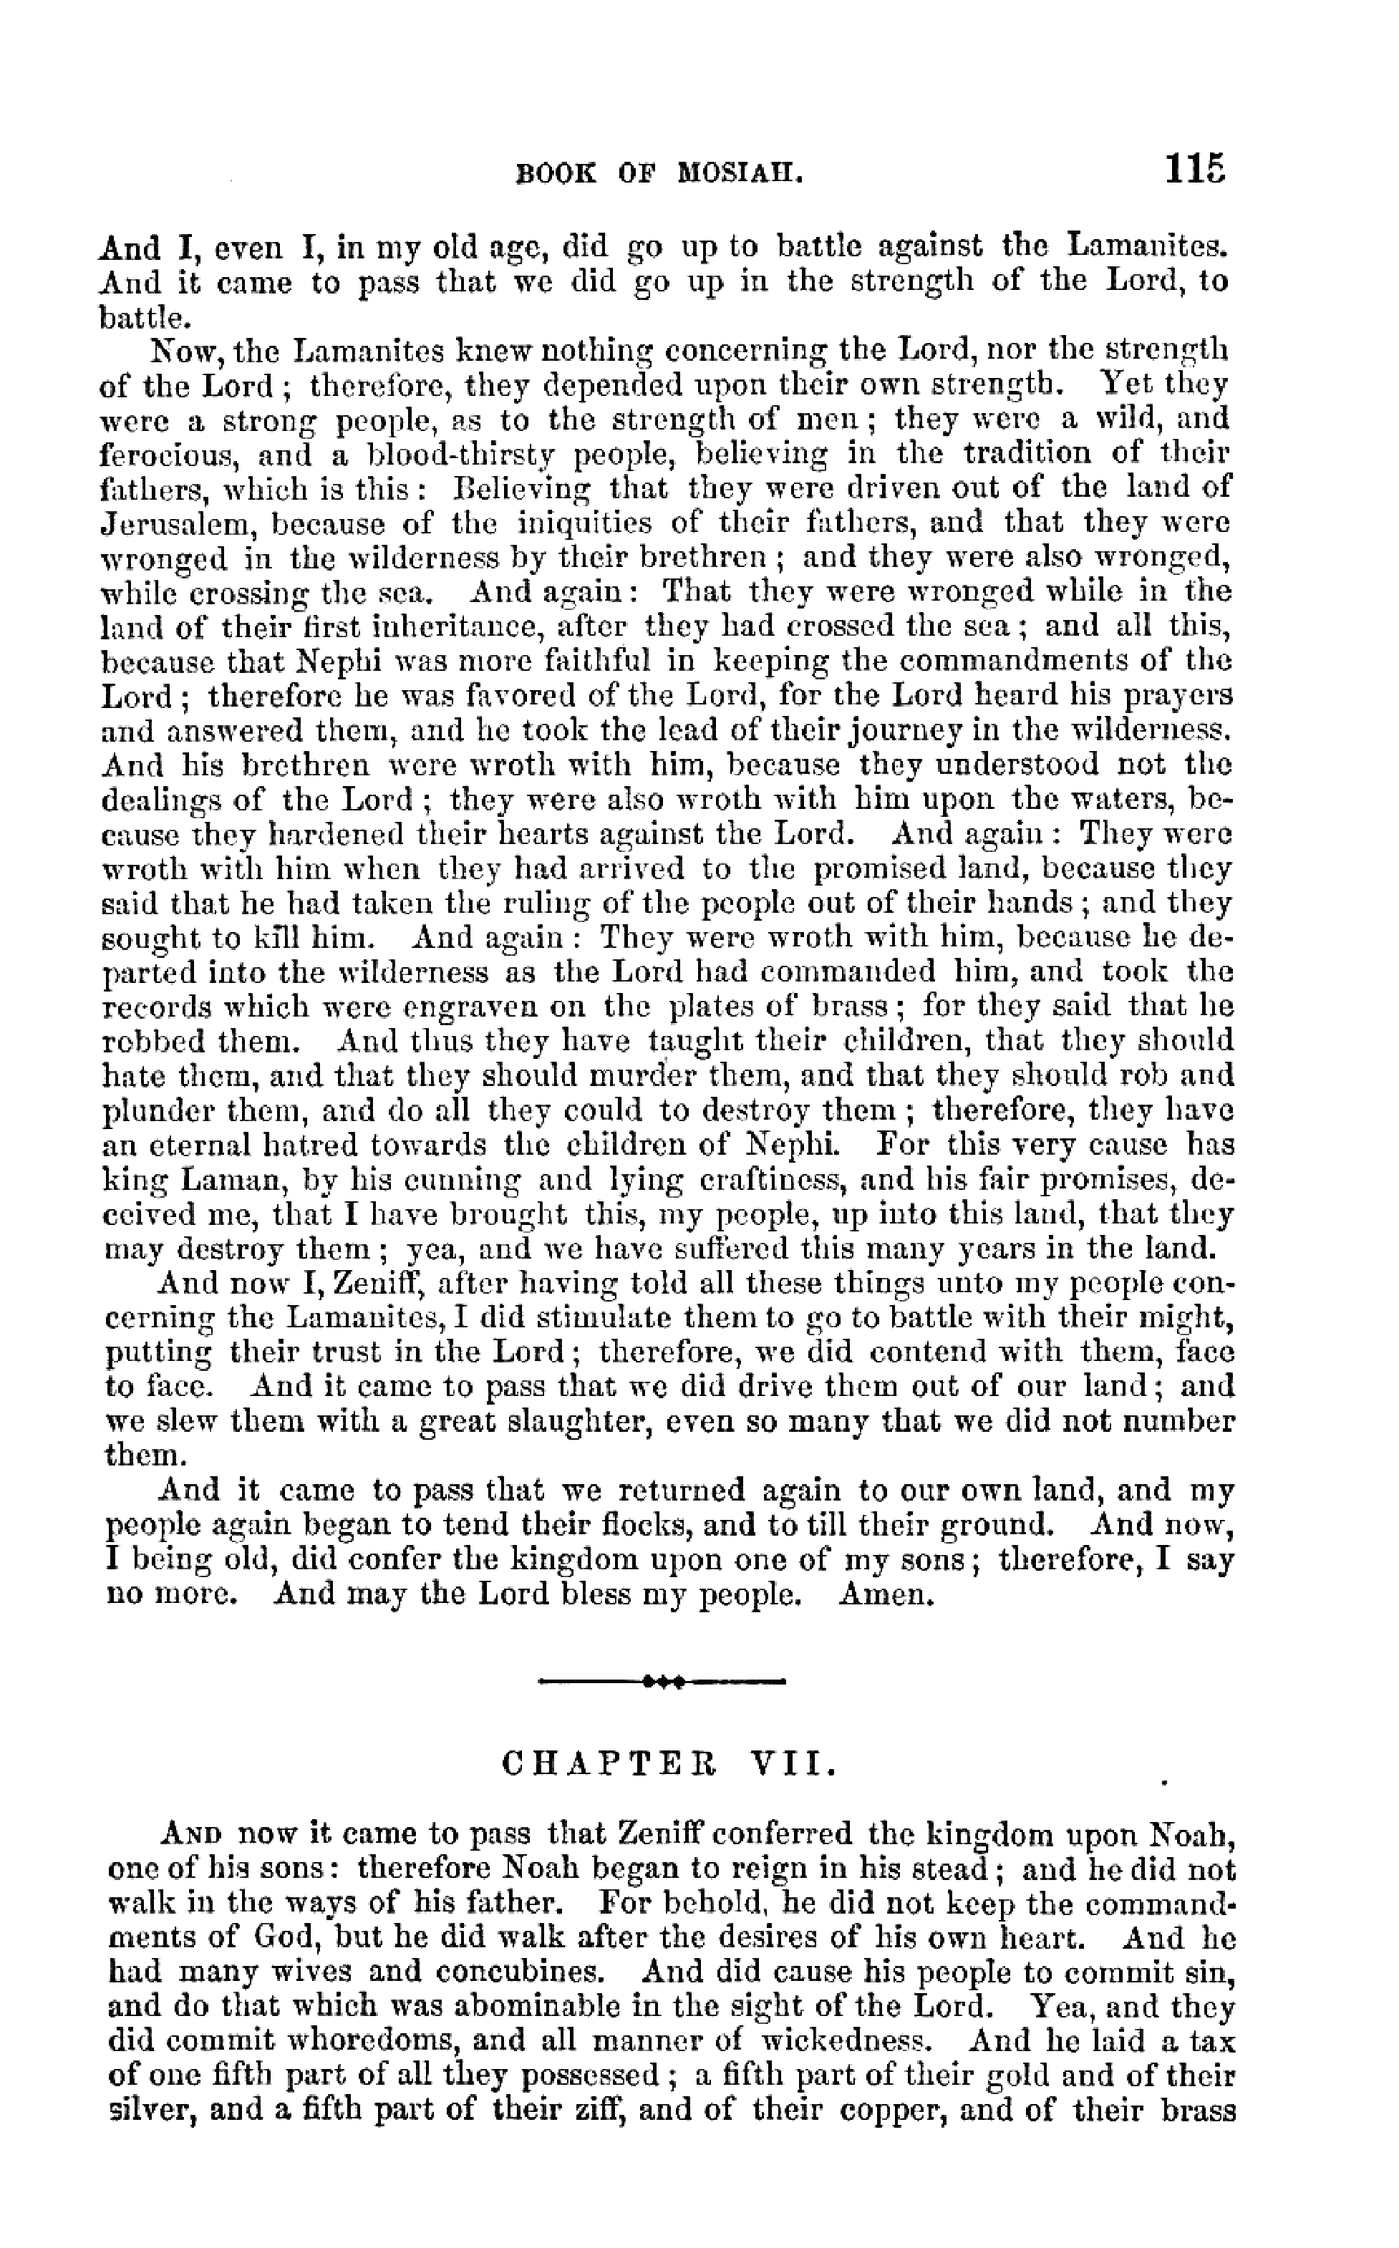 BOOK OF MOSIAH. 115
And I, even I, in my old age, did go up to battle against the Lamanites.
And it came to pass that we did go up in the strength of the Lord, to
battle.
Now, the Lamanites knew nothing concerning the Lord, nor the strength
of the Lord ; therefore, they depended upon their own strength. Yet they
were a strong people, as to the strength of men ; they were a wild, and
ferocious, and a blood-thirsty people, believing in the tradition of their
fathers, which is this : Believing that they were driven out of the land of
Jerusalem, because of the iniquities of their fathers, and that they were
wronged in the wilderness by their brethren ; and they were also wronged,
while crossing the sea. And again : That they were wronged while in the
land of their first inheritance, after they had crossed the sea ; and all this,
because that Nephi was more faithful in keeping the commandments of the
Lord ; therefore he was favored of the Lord, for the Lord heard his prayers
and answered them, and he took the lead of their journey in the wilderness.
And his brethren were wroth with him, because they understood not the
dealings of the Lord ; they were also wroth with him upon the waters, be-
cause they hardened their hearts against the Lord. And again : They were
wroth with him when they had arrived to the promised land, because they
said that he had taken the ruling of the people out of their hands ; and they
sought to kill him. And again : They were wroth with him, because he de-
parted into the wilderness as the Lord had commanded him, and took the
records which were engraven on the plates of brass ; for they said that he
robbed them. And thus they have taught their children, that they should
hate them, and that they should murder them, and that they should rob and
plunder them, and do all they could to destroy them ; therefore, they have
an eternal hatred towards the children of Nephi. For this very cause has
king Laman, by his cunning and lying craftiness, and his fair promises, de-
ceived me, that I have brought this, my people, up into this land, that they
may destroy them ; yea, and we have suffered this many years in the land.
And now I, Zeniff, after having told all these things unto my people con-
cerning the Lamanites, I did stimulate them to go to battle with their might,
putting their trust in the Lord ; therefore, we did contend with them, face
to face. And it came to pass that we did drive them out of our land ; and
we slew them with a great slaughter, even so many that we did not number
them.
And it came to pass that we returned again to our own land, and my
people again began to tend their flocks, and to till their ground. And now,
I being old, did confer the kingdom upon one of my sons ; therefore, I say
no more. And may the Lord bless my people. Amen.
CHAPTER VII.
AND now it came to pass that Zeniff conferred the kingdom upon Noah,
one of his sons : therefore Noah began to reign in his stead ; and he did not
walk in the ways of his father. For behold, he did not keep the command-
ments of God, but he did walk after the desires of his own heart. And he
had many wives and concubines. And did cause his people to commit sin,
and do that which was abominable in the sight of the Lord. Yea, and they
did commit whoredoms, and all manner of wickedness. And he laid a tax
of one fifth part of all they possessed ; a fifth part of their gold and of their
silver, and a fifth part of their ziff, and of their copper, and of their brass